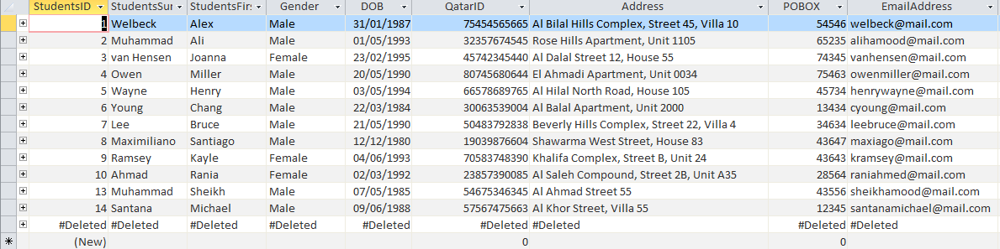 StudentsID StudentsSur StudentsFirs Gender DOB QatarID Address POBOX EmailAddress
1 Welbeck Alex Male 31/01/1987 75454565665 Al Bilal Hills Complex, Street 45, Villa 10 54546 welbeck@mail.com
2 Muhammad Ali Male 01/05/1993 32357674545 Rose Hills Apartment, Unit 1105 65235 alihamood@mail.com
3 van Hensen Joanna Female 23/02/1995 45742345440 Al Dalal Street 12, House 55 74345 vanhensen@mail.com
4 Owen Miller Male 20/05/1990 80745680644 El Ahmadi Apartment, Unit 0034 75463 owenmiller@mail.com
5 Wayne Henry Male 03/05/1994 66578689765 Al Hilal North Road, House 105 45734 henrywayne@mail.com
6 Young Chang Male 22/03/1984 30063539004 Al Balal Apartment, Unit 2000 13434 cyoung@mail.com
7 Lee Bruce Male 21/05/1990 50483792838 Beverly Hills Complex, Street 22, Villa 4 34634 leebruce@mail.com
8 Maximiliano Santiago Male 12/12/1980 19039876604 Shawarma West Street, House 83 43647 maxiago@mail.com
9 Ramsey Kayle Female 04/06/1993 70583748390 Khalifa Complex, Street B, Unit 24 43643 kramsey@mail.com
10 Ahmad Rania Female 02/03/1992 23857390085 Al Saleh Compound, Street 2B, Unit A35 28564 raniahmed@mail.com
13 Muhammad Sheikh Male 07/05/1985 54675346345 Al Ahmad Street 55 43556 sheikhamood@mail.com
14 Santana Michael Male 09/06/1988 57567475663 Al Khor Street, Villa 55 12345 santanamichael@mail.com
#Deleted #Deleted #Deleted #Deleted #Deleted #Deleted #Deleted #Deleted #Deleted
(New) 0 0